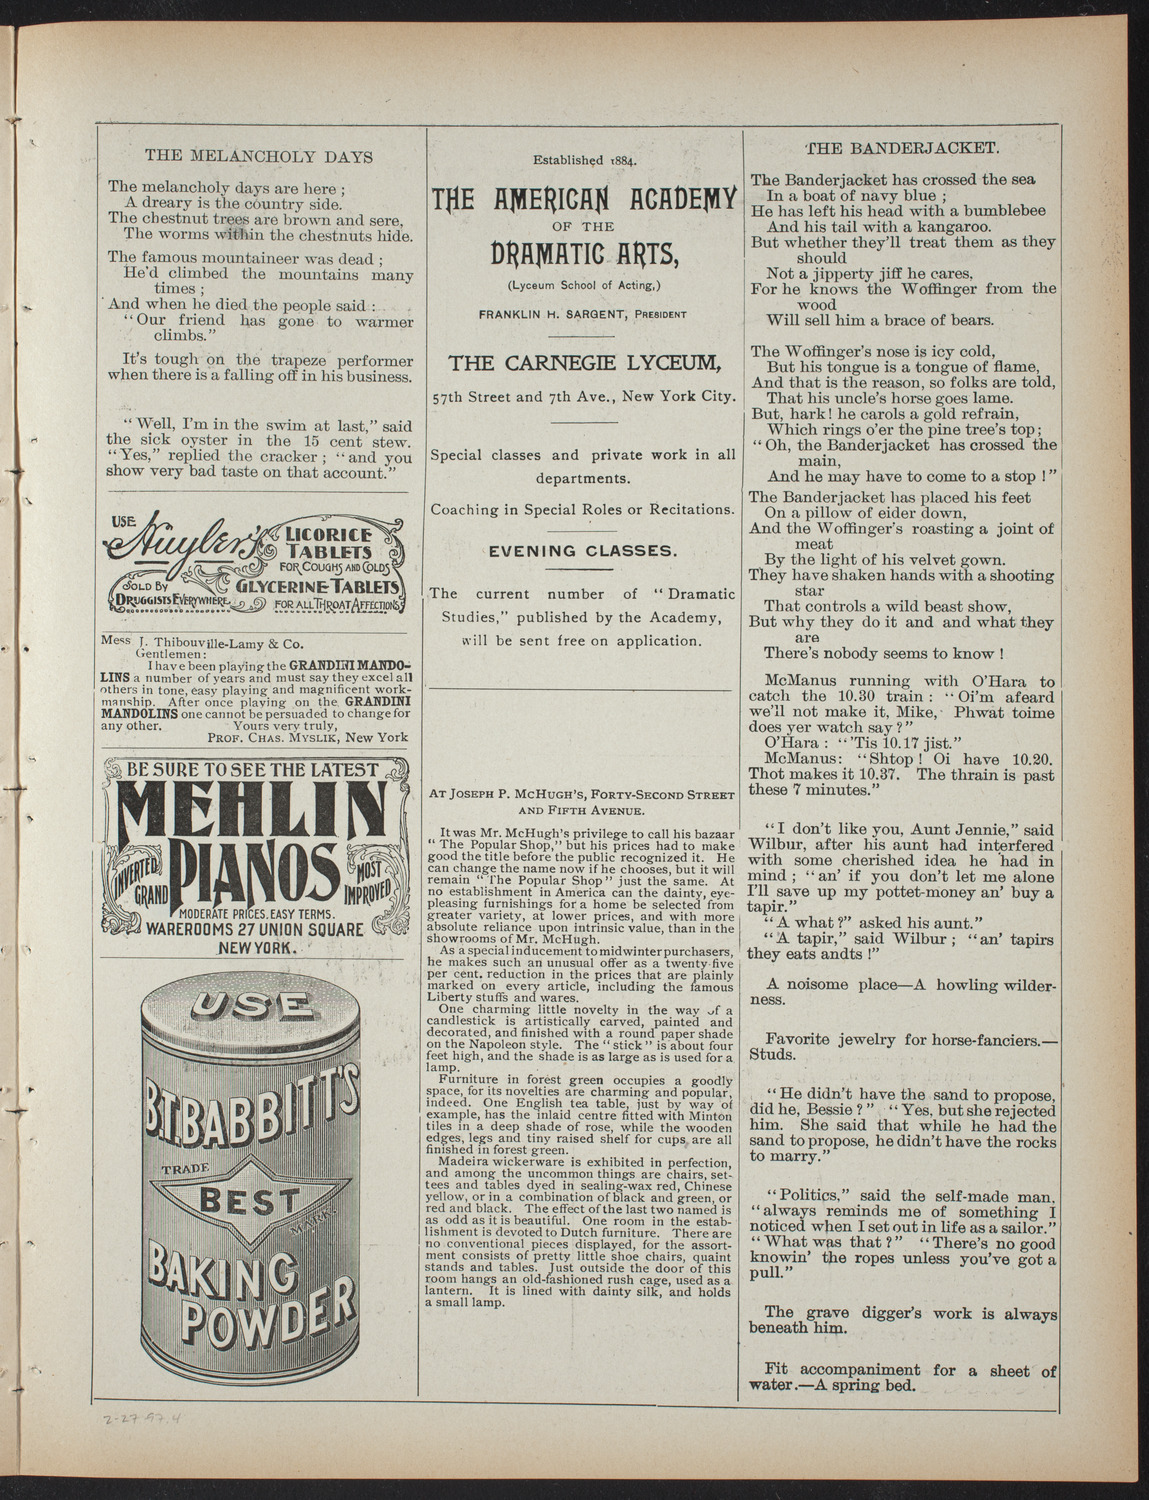 THE MELANCHOLY DAYS
The melancholy days are here ;
A dreary is the country side.
The chestnut trees are brown and sere,
The worms within the chestnuts hide.
The famous mountaineer was dead ;
He'd climbed the mountains many
times ;
And when he died the people said :
" Our friend has gone to warmer
climbs."
It's tough on the trapeze performer
when there is a falling off in his business.
" Well, I'm in the swim at last," said
the sick oyster in the 15 cent stew.
" Yes," replied the cracker ; " and you
show very bad taste on that account."
USE
Huyler's
LICORICE
TABLETS
FOR COUGHS AND COLDS
SOLD BY
GLYCERINE TABLETS
DRUGGISTS EVERYWHERE
FOR ALL THROAT AFFECTIONS
Mess J. Thibouville-Lamy & Co.
Gentlemen:
I have been playing the GRANDINI MANDO-
LINS a number of years and must say they excel all
others in tone, easy playing and magnificent work-
manship. After once playing on the GRANDINI
MANDOLINS one cannot be persuaded to change for
any other. Yours very truly,
PROF. CHAS. MYSLIK, New York
BE SURE TO SEE THE LATEST
MEHLIN
PIANOS
INVERTED
GRAND
MOST
IMPROVED
MODERATE PRICES. EASY TERMS.
WAREROOMS 27 UNION SQUARE
NEW YORK.
USE
B.T. BABBITT'S
TRADE
BEST
MARK.
BAKING
POWDER
2-27-97.4
Established 1884.
THE AMERICAN ACADEMY
OF THE
DRAMATIC ARTS,
(Lyceum School of Acting,)
FRANKLIN H. SARGENT, PRESIDENT
THE CARNEGIE LYCEUM,
57th Street and 7th Ave., New York City.
Special classes and private work in all
departments.
Coaching in Special Roles or Recitations.
EVENING CLASSES.
The current number of " Dramatic
Studies," published by the Academy,
will be sent free on application.
AT JOSEPH P. MCHUGH'S, FORTY-SECOND STREET
AND FIFTH AVENUE.
It was Mr. McHugh's privilege to call his bazaar
" The Popular Shop," but his prices had to make
good the title before the public recognized it. He
can change the name now if he chooses, but it will
remain " The Popular Shop " just the same. At
no establishment in America can the dainty, eye-
pleasing furnishings for a home be selected from
greater variety, at lower prices, and with more
absolute reliance upon intrinsic value, than in the
showrooms of Mr. McHugh.
As a special inducement to midwinter purchasers,
he makes such an unusual offer as a twenty-five
per cent. reduction in the prices that are plainly
marked on every article, including the famous
Liberty stuffs and wares.
One charming little novelty in the way of a
candlestick is artistically carved, painted and
decorated, and finished with a round paper shade
on the Napoleon style. The " stick " is about four
feet high, and the shade is as large as is used for a
lamp.
Furniture in forest green occupies a goodly
space, for its novelties are charming and popular,
indeed. One English tea table, just by way of
example, has the inlaid centre fitted with Minton
tiles in a deep shade of rose, while the wooden
edges, legs and tiny raised shelf for cups are all
finished in forest green.
Madeira wickerware is exhibited in perfection,
and among the uncommon things are chairs, set-
tees and tables dyed in sealing-wax red, Chinese
yellow, or in a combination of black and green, or
red and black. The effect of the last two named is
as odd as it is beautiful. One room in the estab-
lishment is devoted to Dutch furniture. There are
no conventional pieces displayed, for the assort-
ment consists of pretty little shoe chairs, quaint
stands and tables. Just outside the door of this
room hangs an old-fashioned rush cage, used as a
lantern. It is lined with dainty silk, and holds
a small lamp.
THE BANDERJACKET.
The Banderjacket has crossed the sea
In a boat of navy blue ;
He has left his head with a bumblebee
And his tail with a kangaroo.
But whether they'll treat them as they
should
Not a jipperty jiff he cares,
For he knows the Woffinger from the
wood
Will sell him a brace of bears.
The Woffinger's nose is icy cold,
But his tongue is a tongue of flame,
And that is the reason, so folks are told,
That his uncle's horse goes lame.
But, hark! he carols a gold refrain,
Which rings o'er the pine tree's top ;
" Oh, the Banderjacket has crossed the
main,
And he may have to come to a stop !"
The Banderjacket has placed his feet
On a pillow of eider down,
And the Woffinger's roasting a joint of
meat
By the light of his velvet gown.
They have shaken hands with a shooting
star
That controls a wild beast show,
But why they do it and and what they
are
There's nobody seems to know !
McManus running with O'Hara to
catch the 10.30 train : " Oi'm afeard
we'll not make it, Mike, Phwat toime
does yer watch say ?"
O'Hara : "'Tis 10.17 jist."
McManus: "Shtop ! Oi have 10.20.
Thot makes it 10.37. The thrain is past
these 7 minutes."
"I don't like you, Aunt Jennie," said
Wilbur, after his aunt had interfered
with some cherished idea he had in
mind ; " an' if you don't let me alone
I'll save up my pottet-money an' buy a
tapir."
" A what ?" asked his aunt."
" A tapir," said Wilbur ; "an' tapirs
they eats andts !"
A noisome place—A howling wilder-
ness.
Favorite jewelry for horse-fanciers.—
Studs.
" He didn't have the sand to propose,
did he, Bessie ? " " Yes, but she rejected
him. She said that while he had the
sand to propose, he didn't have the rocks
to marry."
" Politics," said the self-made man,
" always reminds me of something I
noticed when I set out in life as a sailor."
" What was that ? " " There's no good
knowin' the ropes unless you've got a
pull."
The grave digger's work is always
beneath him.
Fit accompaniment for a sheet of
water.—A spring bed.